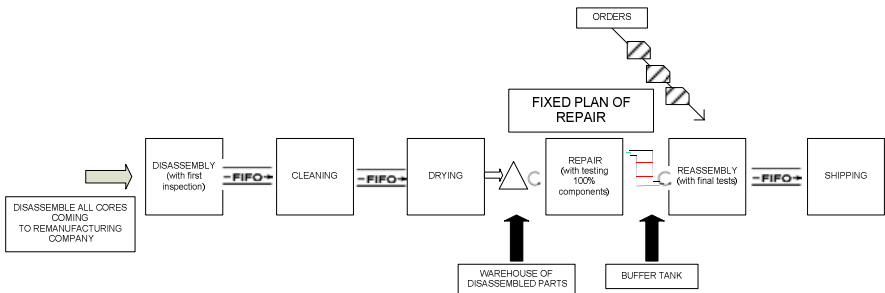 ORDERS
FIXED PLAN OF
REPAIR
DISASSEMBLY
(with first
inspection)
FIFO
CLEANING
FIFO
DRYING
REPAIR
(with testing
100%
components)
REASSEMBLY
(with final tests)
FIFO
SHIPPING
DISASSEMBLE ALL CORES
COMING
TO REMANUFACTURING
COMPANY
WAREHOUSE OF
DISASSEMBLED PARTS
BUFFER TANK